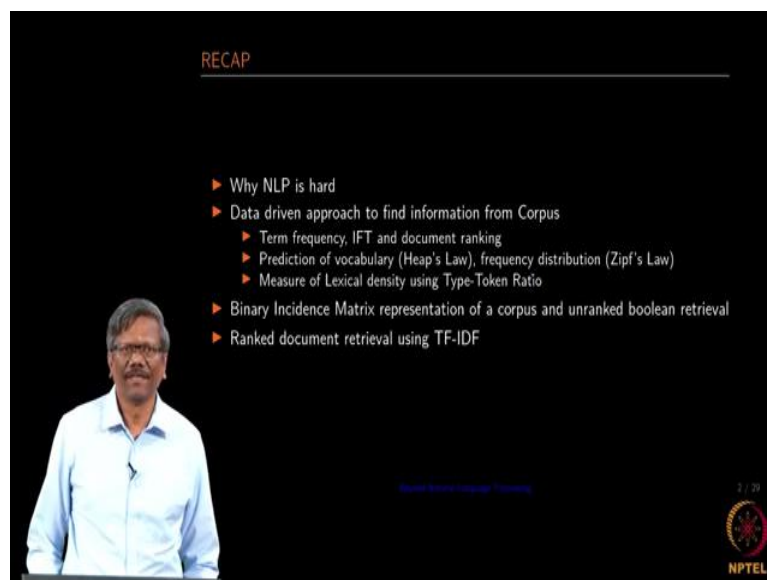 RECAP
Why NLP is hard
Data driven approach to find information from Corpus
Term frequency, IFT and document ranking
Prediction of vocabulary (Heap's Law), frequency distribution (Zipf's Law)
Measure of Lexical density using Type-Token Ratio
Binary Incidence Matrix representation of a corpus and unranked boolean retrieval
Ranked document retrieval using TF-IDF
2 / 29
NPTEL